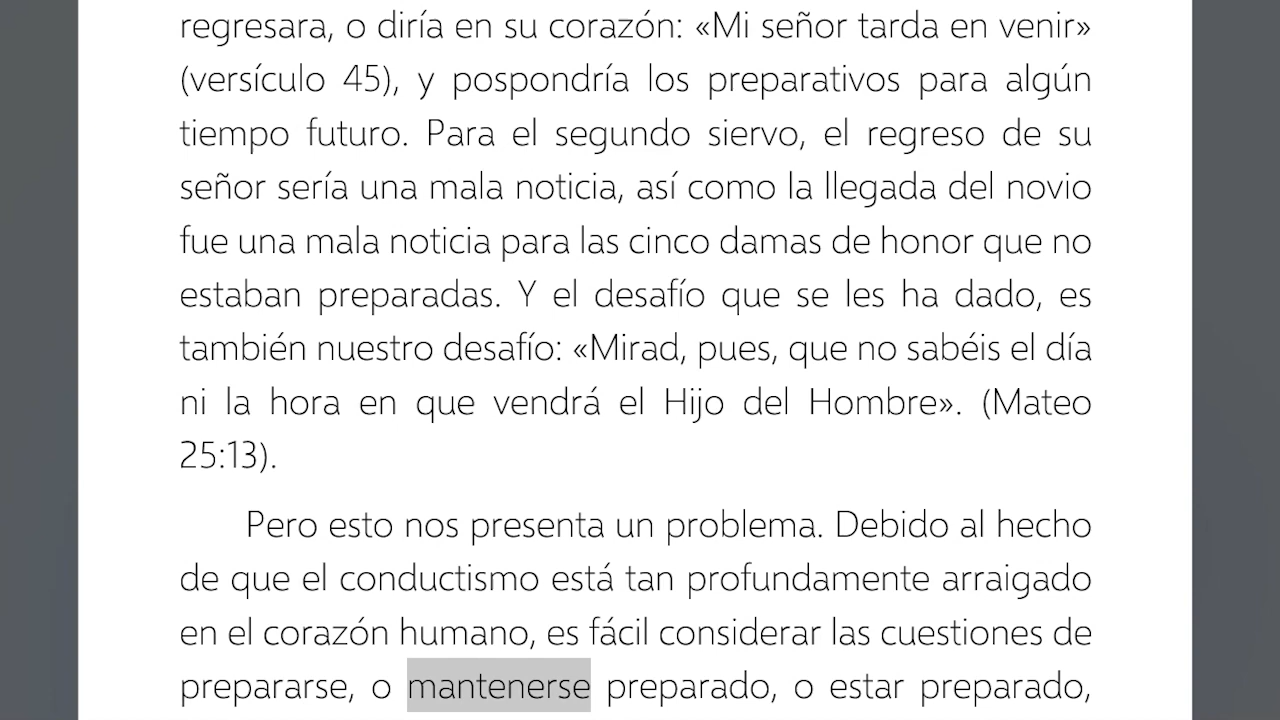 regresara, o diría en su corazón: «Mi señor tarda en venir»
(versículo 45), y pospondría los preparativos para algún
tiempo futuro. Para el segundo siervo, el regreso de su
señor sería una mala noticia, así como la llegada del novio
fue una mala noticia para las cinco damas de honor que no
estaban preparadas. Y el desafío que se les ha dado, es
también nuestro desafío: «Mirad, pues, que no sabéis el día
ni la hora en que vendrá el Hijo del Hombre». (Mateo
25:13).
Pero esto nos presenta un problema. Debido al hecho
de que el conductismo está tan profundamente arraigado
en el corazón humano, es fácil considerar las cuestiones de
prepararse, o mantenerse preparado, o estar preparado,